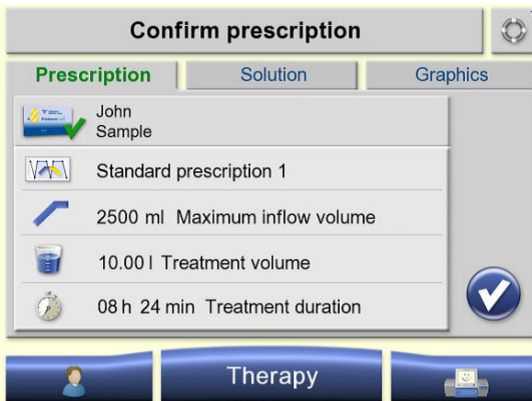 Confirm prescription
Prescription Solution Graphics
John
Sample
Standard prescription 1
2500 ml Maximum inflow volume
10.00 l Treatment volume
08 h 24 min Treatment duration
Therapy